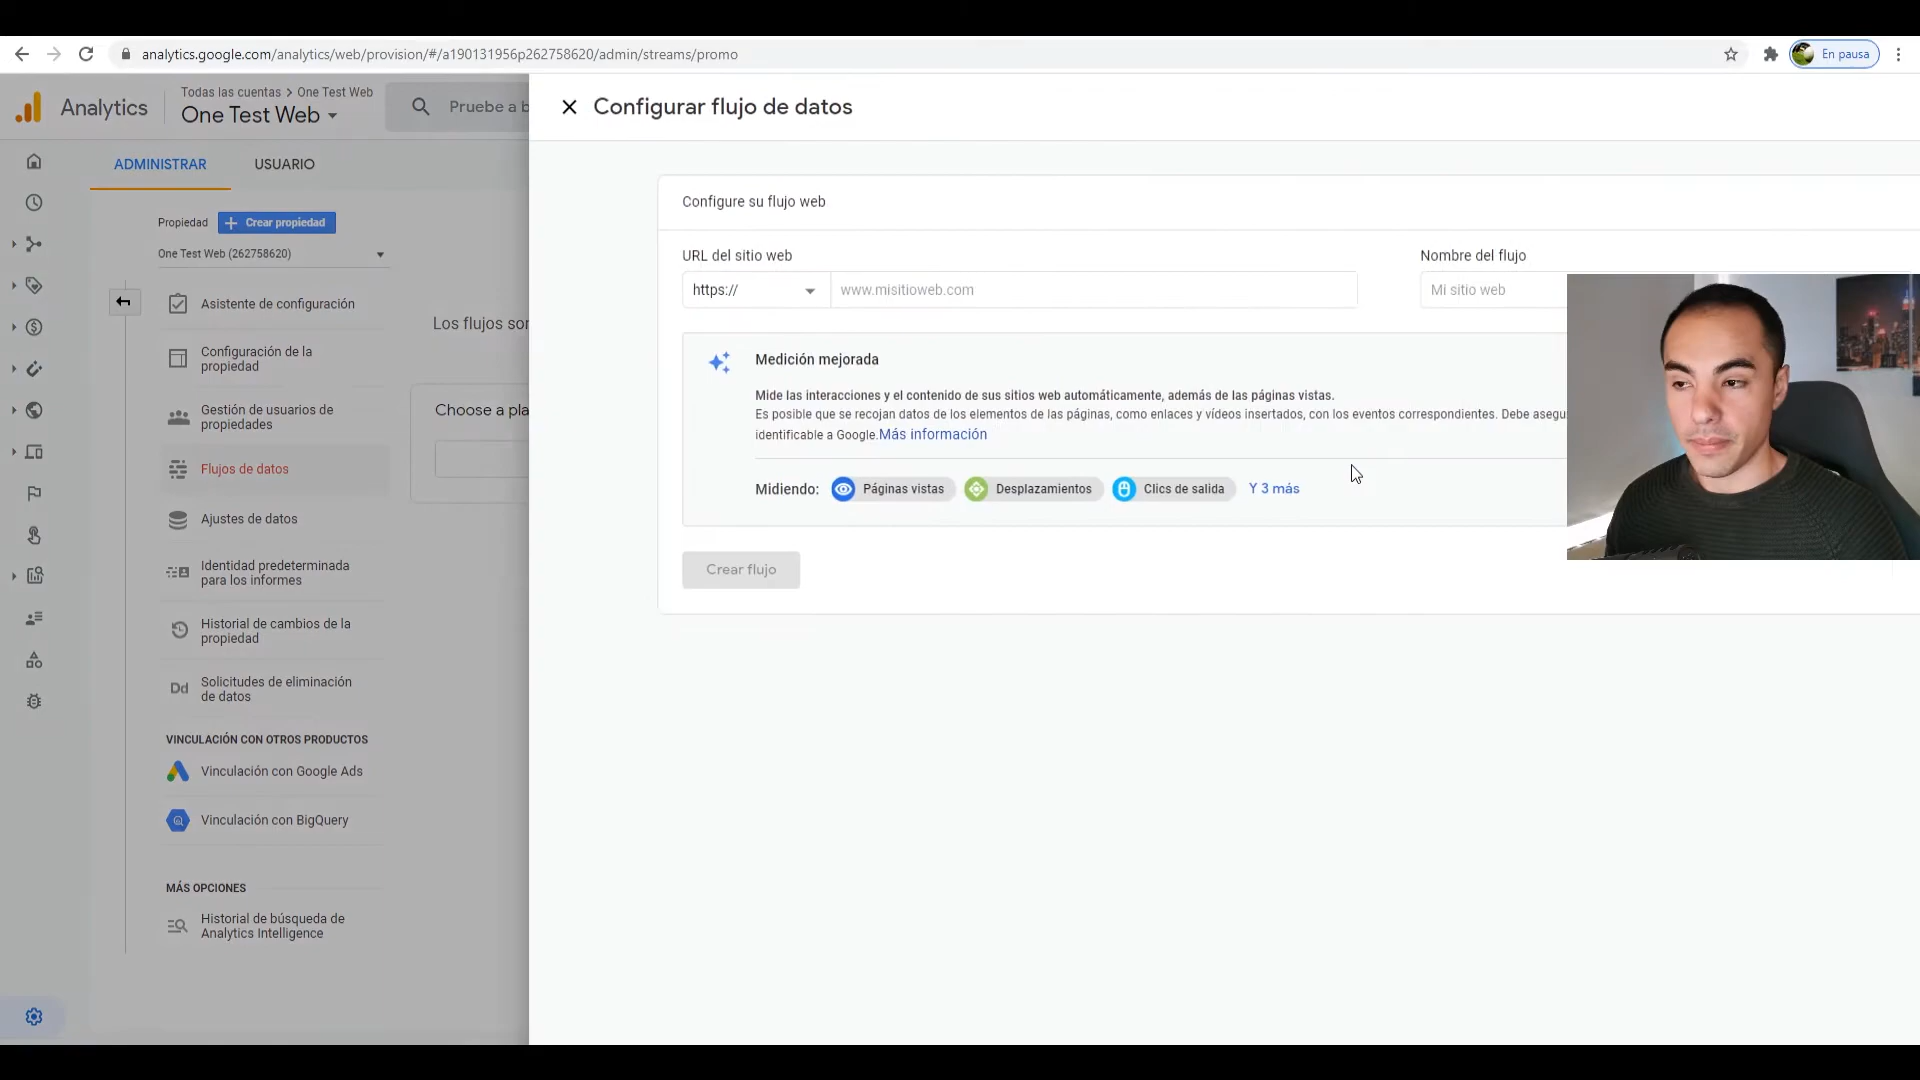 analytics.google.com/analytics/web/provision/#/a190131956p262758620/admin/streams/promo
En pausa
Analytics
Todas las cuentas > One Test Web
One Test Web
Pruebe a b
Configurar flujo de datos
ADMINISTRAR
USUARIO
Propiedad
+ Crear propiedad
One Test Web (262758620)
Asistente de configuración
Configuración de la
propiedad
Gestión de usuarios de
propiedades
Flujos de datos
Ajustes de datos
Identidad predeterminada
para los informes
Historial de cambios de la
propiedad
Dd Solicitudes de eliminación
de datos
VINCULACIÓN CON OTROS PRODUCTOS
Vinculación con Google Ads
Vinculación con BigQuery
MÁS OPCIONES
Historial de búsqueda de
Analytics Intelligence
Los flujos son
Choose a pla
Configure su flujo web
URL del sitio web
https://
www.misitioweb.com
Nombre del flujo
Mi sitio web
Medición mejorada
Mide las interacciones y el contenido de sus sitios web automáticamente, además de las páginas vistas.
Es posible que se recojan datos de los elementos de las páginas, como enlaces y vídeos insertados, con los eventos correspondientes. Debe asegu
identificable a Google.Más información
Midiendo:
Páginas vistas
Desplazamientos
Clics de salida
Y 3 más
Crear flujo